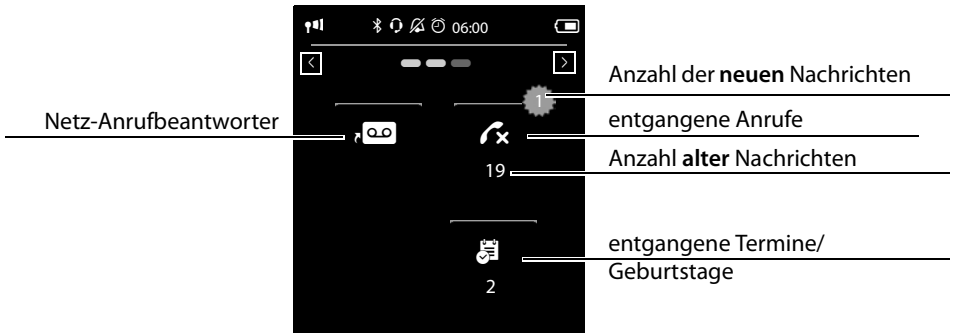 06:00
Anzahl der neuen Nachrichten
1
Netz-Anrufbeantworter
entgangene Anrufe
Anzahl alter Nachrichten
19
entgangene Termine/
Geburtstage
2